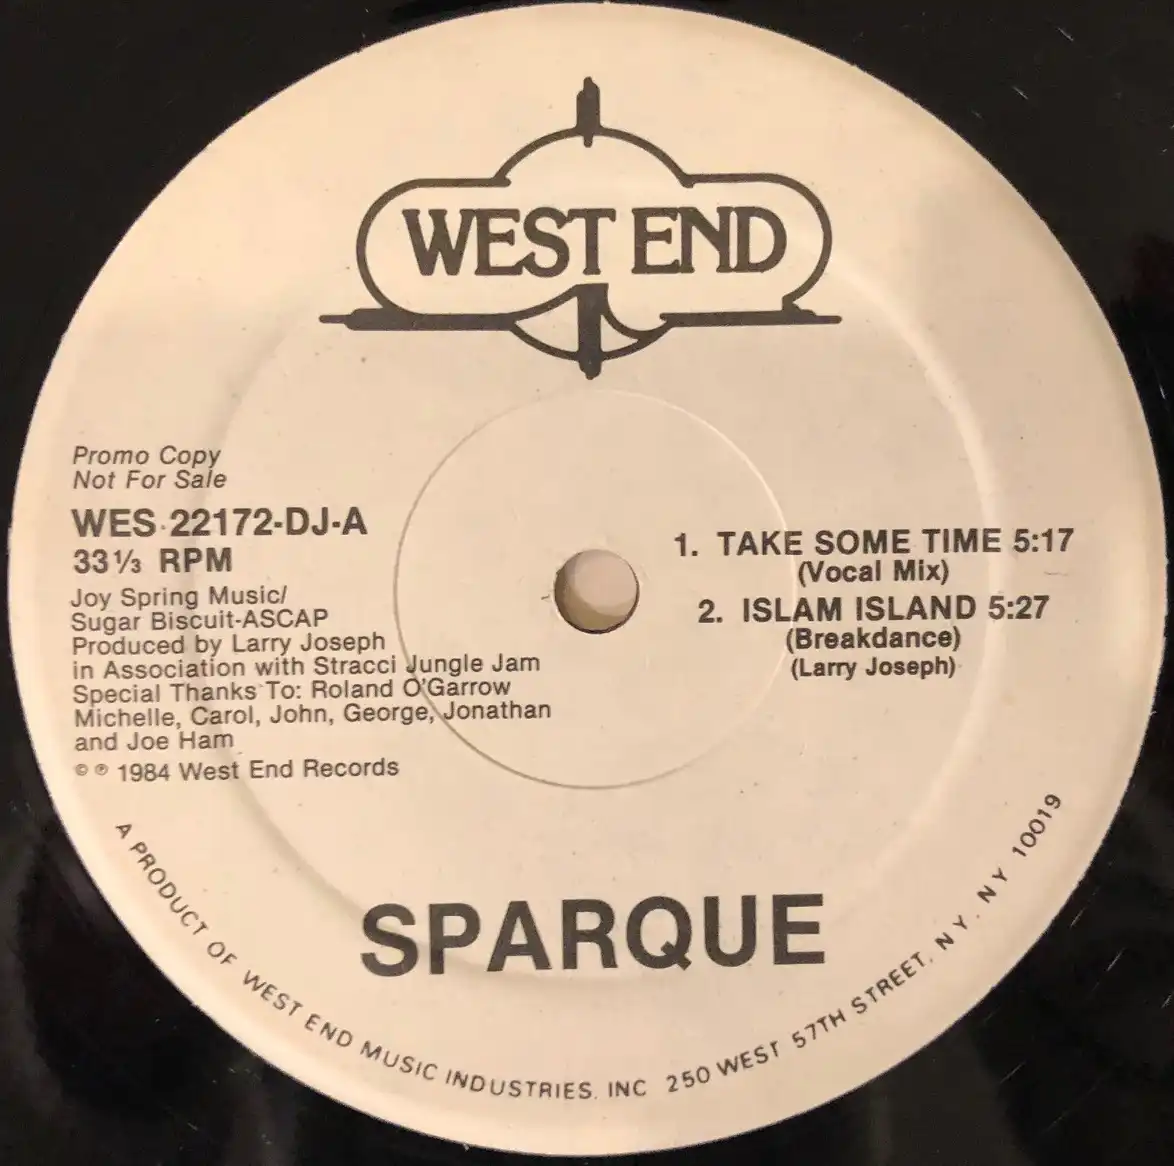 WEST END
Promo Copy
Not For Sale
WES 22172-DJ-A
33 1/3 RPM
Joy Spring Music/
Sugar Biscuit-ASCAP
Produced by Larry Joseph
in Association with Stracci Jungle Jam
Special Thanks To: Roland O'Garrow
Michelle, Carol, John, George, Jonathan
and Joe Ham
© ℗ 1984 West End Records
1. TAKE SOME TIME 5:17
(Vocal Mix)
2. ISLAM ISLAND 5:27
(Breakdance)
(Larry Joseph)
SPARQUE
A PRODUCT OF WEST END MUSIC INDUSTRIES, INC 250 WEST 57TH STREET, N.Y. NY 10019